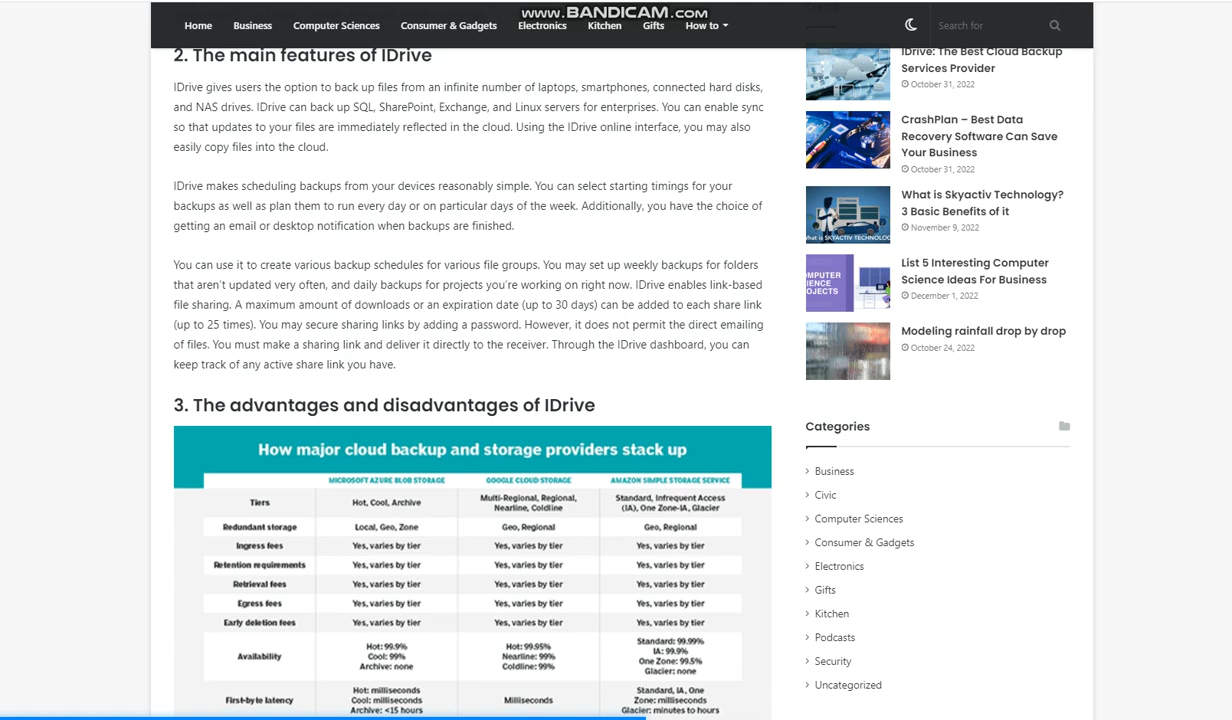 www.BANDICAM.com
Home Business Computer Sciences Consumer & Gadgets Electronics Kitchen Gifts How to Search for
2. The main features of IDrive
IDrive gives users the option to back up files from an infinite number of laptops, smartphones, connected hard disks,
and NAS drives. IDrive can back up SQL, SharePoint, Exchange, and Linux servers for enterprises. You can enable sync
so that updates to your files are immediately reflected in the cloud. Using the IDrive online interface, you may also
easily copy files into the cloud.
IDrive makes scheduling backups from your devices reasonably simple. You can select starting timings for your
backups as well as plan them to run every day or on particular days of the week. Additionally, you have the choice of
getting an email or desktop notification when backups are finished.
You can use it to create various backup schedules for various file groups. You may set up weekly backups for folders
that aren't updated very often, and daily backups for projects you're working on right now. IDrive enables link-based
file sharing. A maximum amount of downloads or an expiration date (up to 30 days) can be added to each share link
(up to 25 times). You may secure sharing links by adding a password. However, it does not permit the direct emailing
of files. You must make a sharing link and deliver it directly to the receiver. Through the IDrive dashboard, you can
keep track of any active share link you have.
3. The advantages and disadvantages of IDrive
How major cloud backup and storage providers stack up
MICROSOFT AZURE BLOB STORAGE GOOGLE CLOUD STORAGE AMAZON SIMPLE STORAGE SERVICE
Tiers Hot, Cool, Archive Multi-Regional, Regional, Standard, Infrequent Access
Nearline, Coldline (IA), One Zone-IA, Glacier
Redundant storage Local, Geo, Zone Geo, Regional Geo, Regional
Ingress fees Yes, varies by tier Yes, varies by tier Yes, varies by tier
Retention requirements Yes, varies by tier Yes, varies by tier Yes, varies by tier
Retrieval fees Yes, varies by tier Yes, varies by tier Yes, varies by tier
Egress fees Yes, varies by tier Yes, varies by tier Yes, varies by tier
Early deletion fees Yes, varies by tier Yes, varies by tier Yes, varies by tier
Standard: 99.99%
Hot: 99.9% Hot: 99.95% IA: 99.9%
Availability Cool: 99% Nearline: 99% One Zone: 99.5%
Archive: none Coldline: 99% Glacier: none
Hot: milliseconds Standard, IA, One
First-byte latency Cool: milliseconds Milliseconds Zone: milliseconds
Archive: <15 hours Glacier: minutes to hours
IDrive: The Best Cloud Backup
Services Provider
October 31, 2022
CrashPlan – Best Data
Recovery Software Can Save
Your Business
October 31, 2022
What is Skyactiv Technology?
3 Basic Benefits of it
November 9, 2022
List 5 Interesting Computer
Science Ideas For Business
December 1, 2022
Modeling rainfall drop by drop
October 24, 2022
Categories
Business
Civic
Computer Sciences
Consumer & Gadgets
Electronics
Gifts
Kitchen
Podcasts
Security
Uncategorized